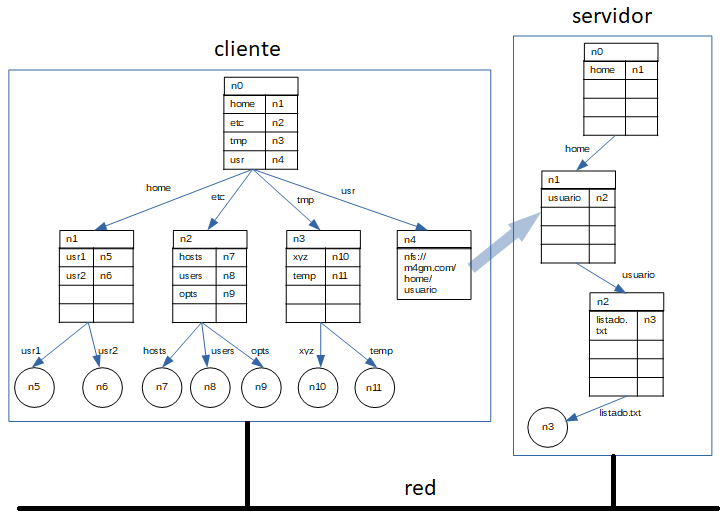 servidor
cliente
n0
home n1
n0
home n1
etc n2
tmp n3
usr n4
home
home
etc
tmp
usr
n1
usuario n2
n1
usr1 n5
usr2 n6
n2
hosts n7
users n8
opts n9
n3
xyz n10
temp n11
n4
nfs://
m4gm.com/
home/
usuario
usuario
n2
listado. n3
txt
usr1
usr2
hosts
users
opts
xyz
temp
n5
n6
n7
n8
n9
n10
n11
listado.txt
n3
red